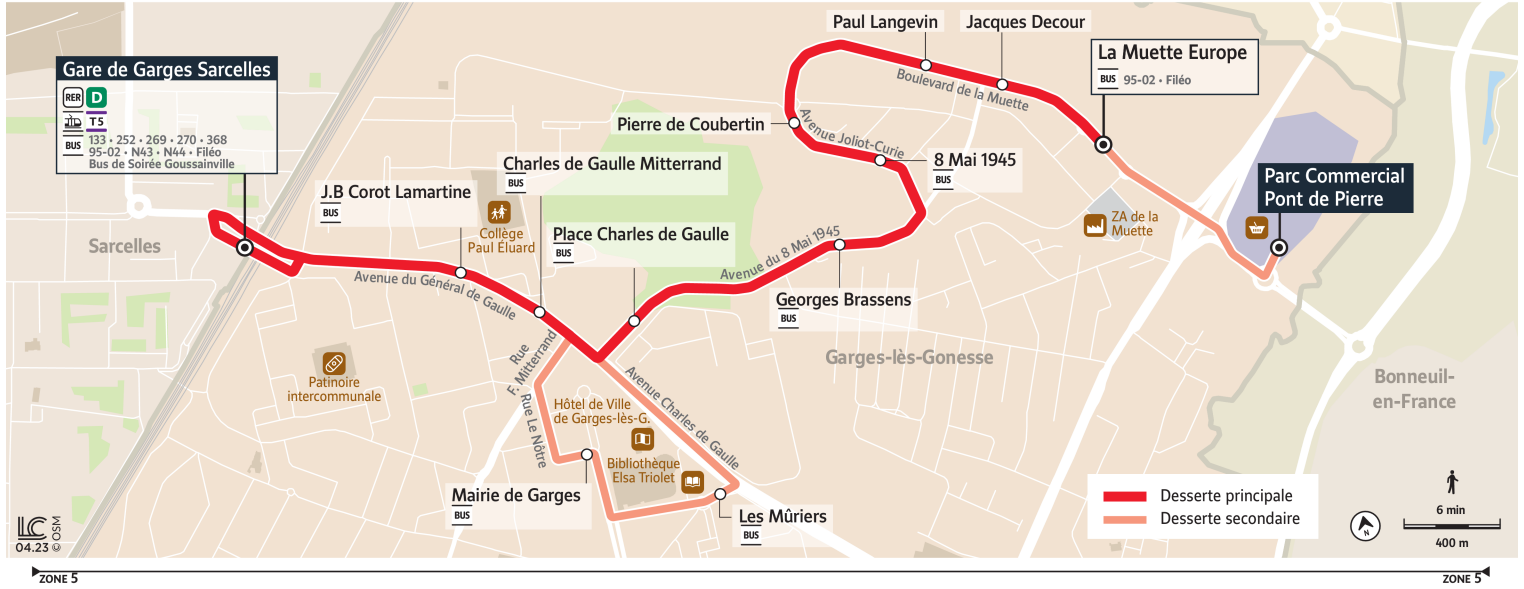 Paul Langevin
Jacques Decour
La Muette Europe
BUS
95-02 • Filéo
Gare de Garges Sarcelles
RER D
T5
BUS
133 • 252 • 269 • 270 • 368
95-02 • N43 • N44 • Filéo
Bus de Soirée Goussainville
Boulevard de la Muette
Pierre de Coubertin
Avenue Joliot-Curie
8 Mai 1945
BUS
Charles de Gaulle Mitterrand
BUS
J.B Corot Lamartine
BUS
Parc Commercial
Pont de Pierre
Collège
Paul Éluard
Place Charles de Gaulle
BUS
ZA de la
Muette
Sarcelles
Avenue du 8 Mai 1945
Avenue du Général de Gaulle
Georges Brassens
BUS
Garges-lès-Gonesse
Rue
F. Mitterrand
Patinoire
intercommunale
Avenue Charles de Gaulle
Bonneuil-
en-France
Rue Le Nôtre
Hôtel de Ville
de Garges-lès-G.
Bibliothèque
Elsa Triolet
Mairie de Garges
BUS
Les Mûriers
BUS
Desserte principale
Desserte secondaire
N
6 min
400 m
LC
04.23 © OSM
ZONE 5
ZONE 5